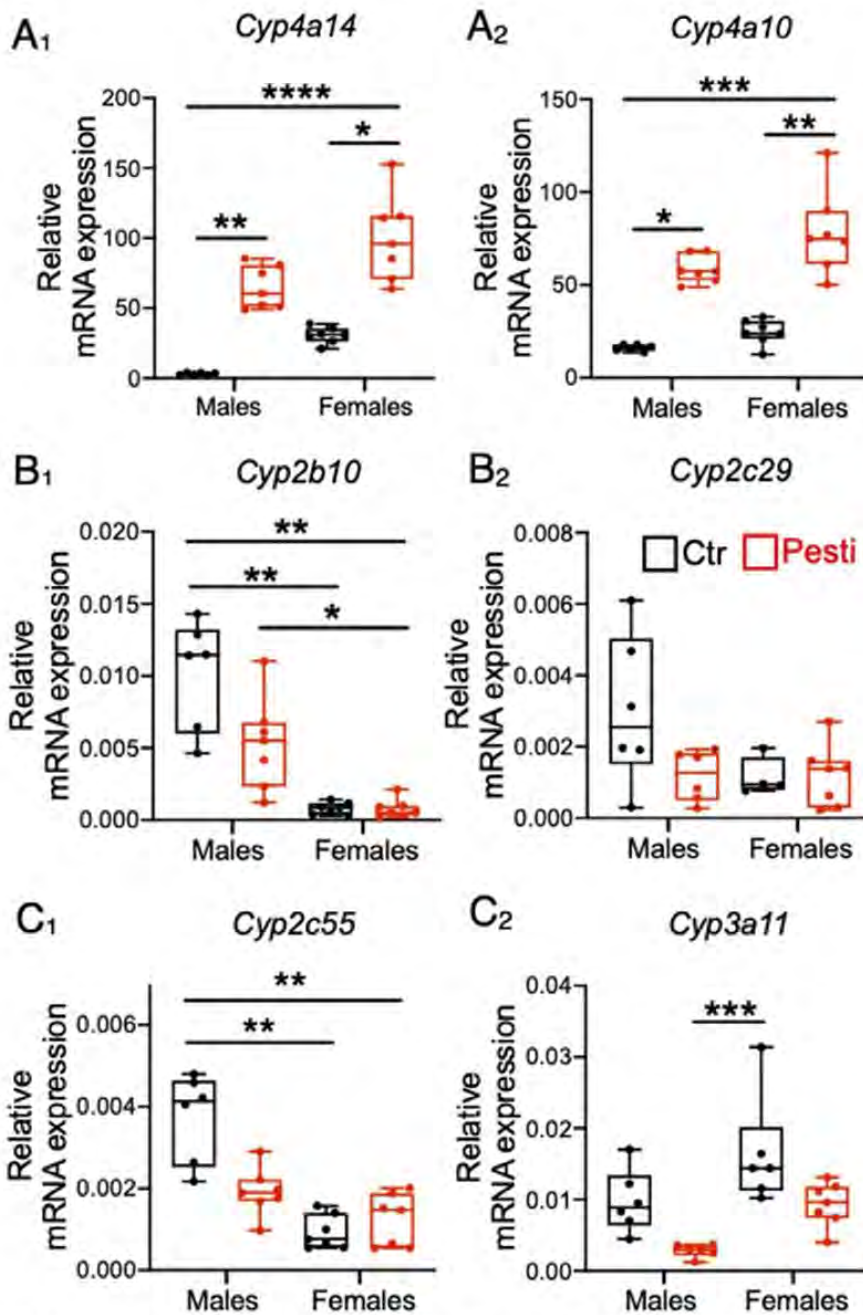 A1
Cyp4a14
Relative
mRNA expression
200
150
100
50
0
****
*
**
Males
Females
A2
Cyp4a10
Relative
mRNA expression
150
100
50
0
***
**
*
Males
Females
B1
Cyp2b10
Relative
mRNA expression
0.020
0.015
0.010
0.005
0.000
**
**
*
Males
Females
B2
Cyp2c29
Relative
mRNA expression
0.008
0.006
0.004
0.002
0.000
Ctr
Pesti
Males
Females
C1
Cyp2c55
Relative
mRNA expression
0.006
0.004
0.002
0.000
**
**
Males
Females
C2
Cyp3a11
Relative
mRNA expression
0.04
0.03
0.02
0.01
0.00
***
Males
Females